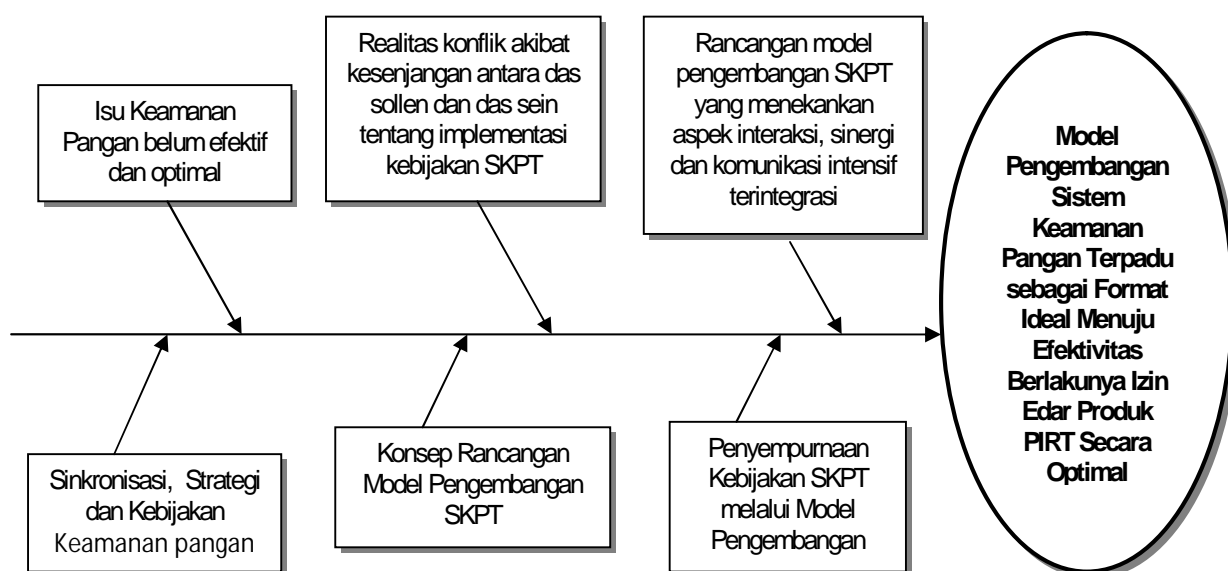 Isu Keamanan
Pangan belum efektif
dan optimal
Realitas konflik akibat
kesenjangan antara das
sollen dan das sein
tentang implementasi
kebijakan SKPT
Rancangan model
pengembangan SKPT
yang menekankan
aspek interaksi, sinergi
dan komunikasi intensif
terintegrasi
Model
Pengembangan
Sistem
Keamanan
Pangan Terpadu
sebagai Format
Ideal Menuju
Efektivitas
Berlakunya Izin
Edar Produk
PIRT Secara
Optimal
Sinkronisasi, Strategi
dan Kebijakan
Keamanan pangan
Konsep Rancangan
Model Pengembangan
SKPT
Penyempurnaan
Kebijakan SKPT
melalui Model
Pengembangan